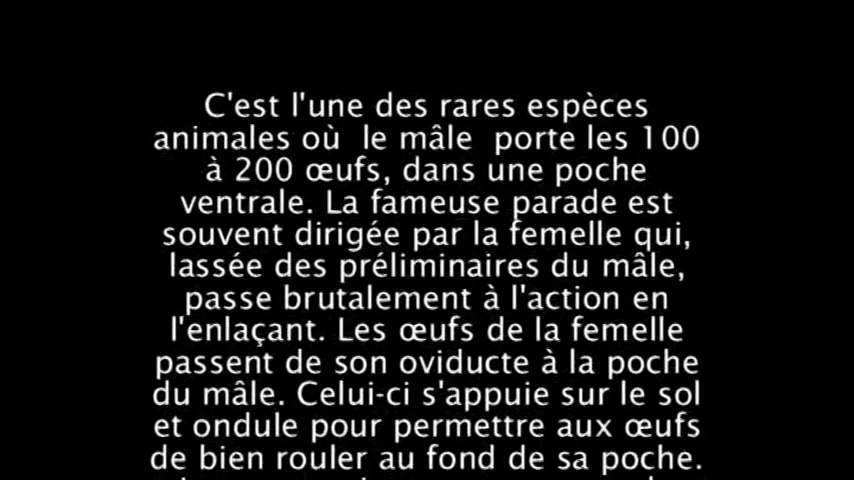 C'est l'une des rares espèces
animales où  le mâle  porte les 100
à 200 œufs, dans une poche
ventrale. La fameuse parade est
souvent dirigée par la femelle qui,
lassée des préliminaires du mâle,
passe brutalement à l'action en
l'enlaçant. Les œufs de la femelle
passent de son oviducte à la poche
du mâle. Celui-ci s'appuie sur le sol
et ondule pour permettre aux œufs
de bien rouler au fond de sa poche.